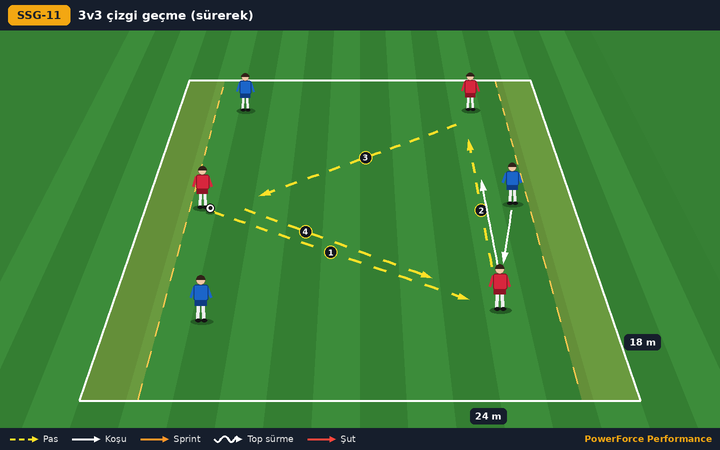 SSG-11 3v3 çizgi geçme (sürerek)
3
2
4
1
18 m
24 m
Pas Koşu Sprint Top sürme Şut PowerForce Performance